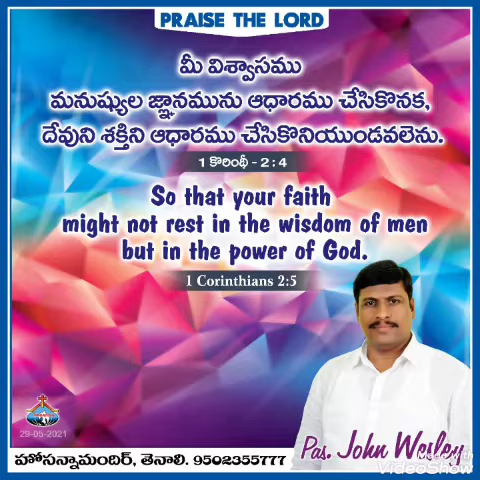 PRAISE THE LORD
మీ విశ్వాసము
మనుష్యుల జ్ఞానమును ఆధారము చేసికొనక,
దేవుని శక్తిని ఆధారము చేసికొనియుండవలెను.
1 కొరింథీ - 2 : 4
So that your faith
might not rest in the wisdom of men
but in the power of God.
1 Corinthians 2:5
29-05-2021
హోసన్నామందిర్, తెనాలి. 9502355777
Pas. John Wesley
Made with
VideoShow